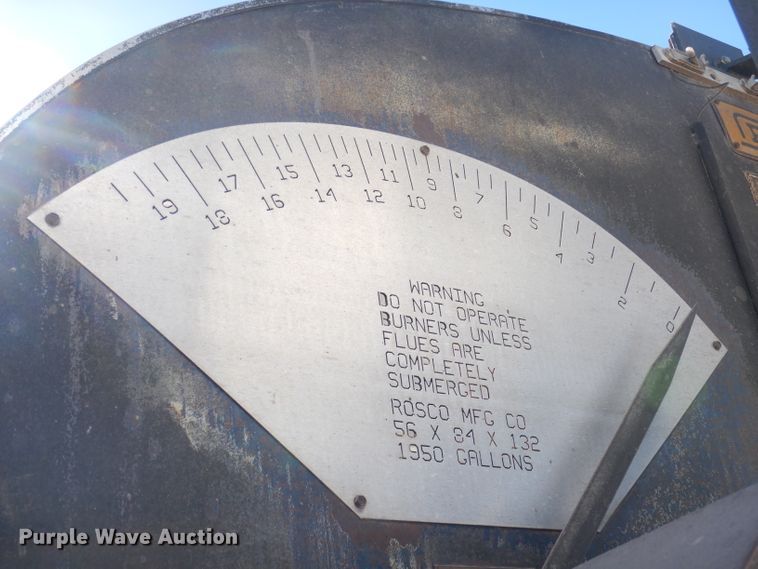 19 17 15 13 11 9 7 5 3
18 16 14 12 10 8 6 4 2 0
WARNING
DO NOT OPERATE
BURNERS UNLESS
FLUES ARE
COMPLETELY
SUBMERGED
ROSCO MFG CO
56 X 84 X 132
1950 GALLONS
Purple Wave Auction